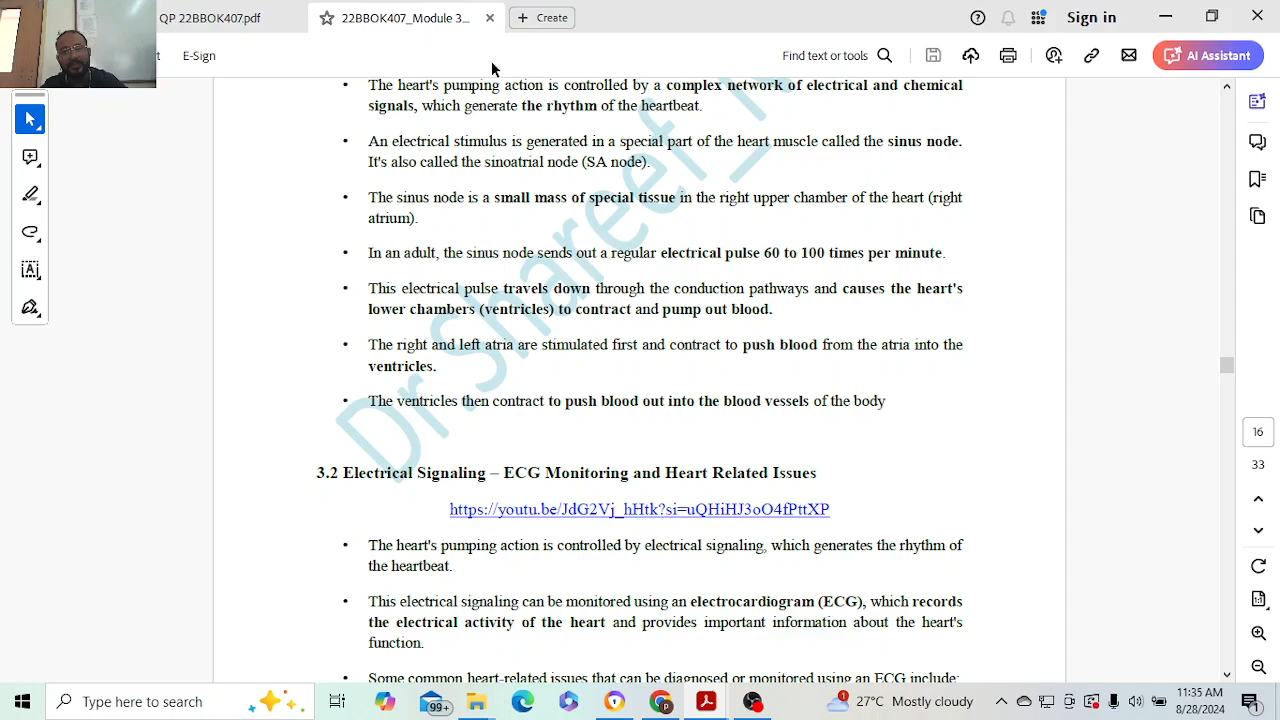 QP 22BBOK407.pdf
22BBOK407_Module 3...
Create
Sign in
E-Sign
Find text or tools
AI Assistant
• The heart's pumping action is controlled by a complex network of electrical and chemical
signals, which generate the rhythm of the heartbeat.
• An electrical stimulus is generated in a special part of the heart muscle called the sinus node.
It's also called the sinoatrial node (SA node).
• The sinus node is a small mass of special tissue in the right upper chamber of the heart (right
atrium).
• In an adult, the sinus node sends out a regular electrical pulse 60 to 100 times per minute.
• This electrical pulse travels down through the conduction pathways and causes the heart's
lower chambers (ventricles) to contract and pump out blood.
• The right and left atria are stimulated first and contract to push blood from the atria into the
ventricles.
• The ventricles then contract to push blood out into the blood vessels of the body
Dr.Shareef_
3.2 Electrical Signaling – ECG Monitoring and Heart Related Issues
https://youtu.be/JdG2Vj_hHtk?si=uQHiHJ3oO4fPttXP
• The heart's pumping action is controlled by electrical signaling, which generates the rhythm of
the heartbeat.
• This electrical signaling can be monitored using an electrocardiogram (ECG), which records
the electrical activity of the heart and provides important information about the heart's
function.
• Some common heart-related issues that can be diagnosed or monitored using an ECG include:
16
33
Type here to search
99+
27°C Mostly cloudy
11:35 AM
8/28/2024